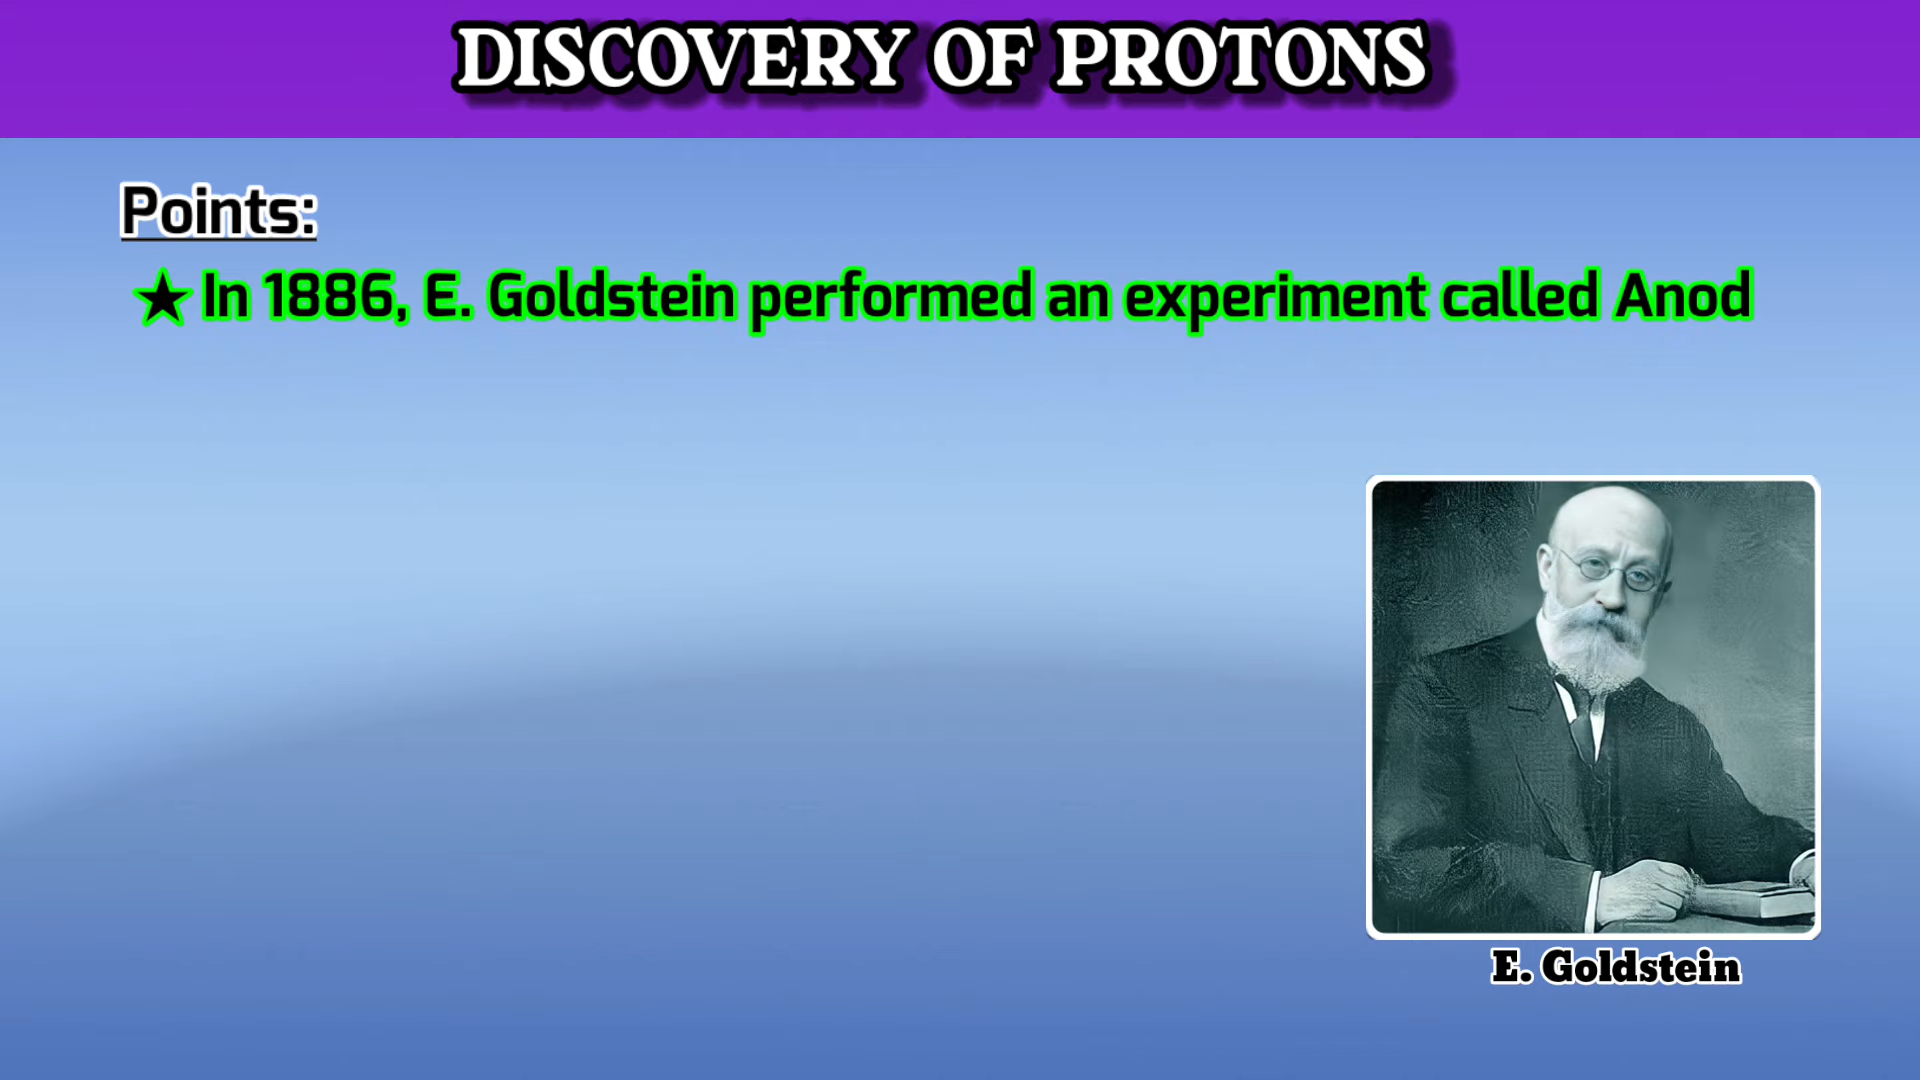 DISCOVERY OF PROTONS
Points:
★ In 1886, E. Goldstein performed an experiment called Anod
E. Goldstein